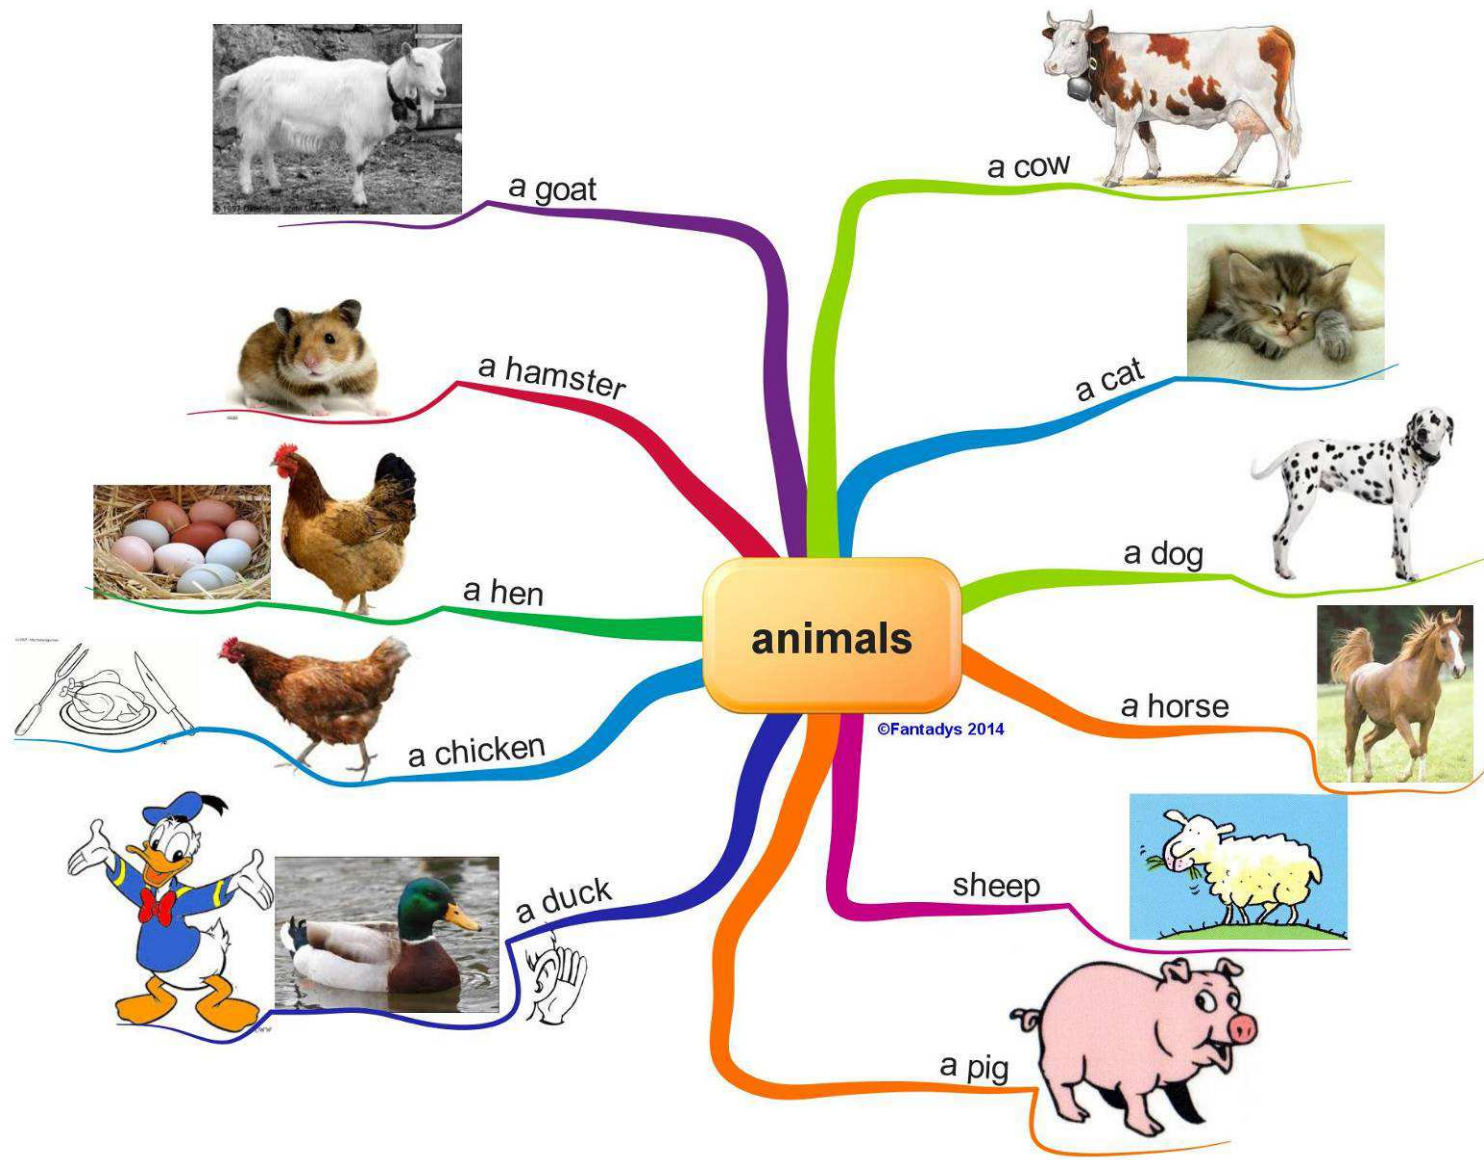 a goat
a cow
a hamster
a cat
a hen
a dog
animals
a chicken
a horse
©Fantadys 2014
a duck
sheep
a pig